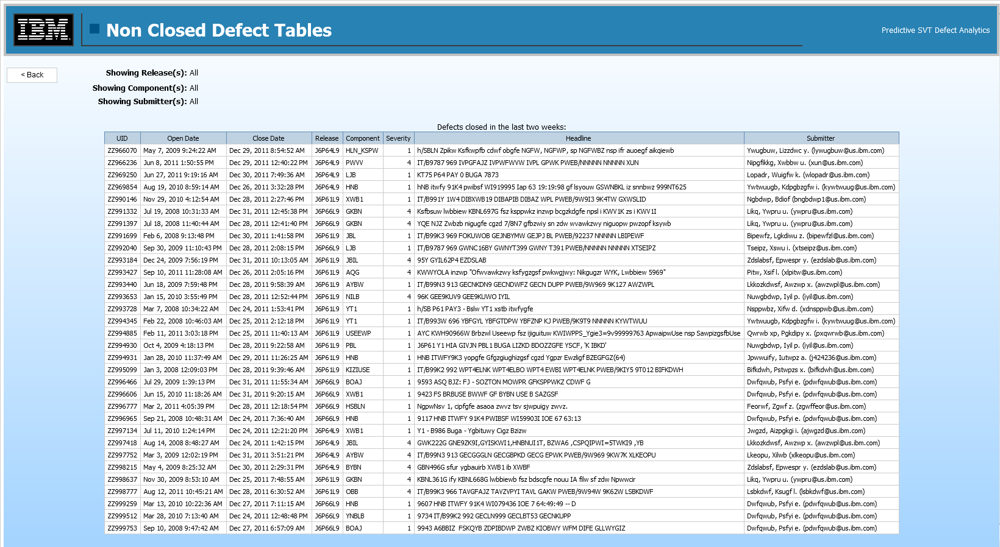 IBM
Non Closed Defect Tables
Predictive SVT Defect Analytics
< Back
Showing Release(s): All
Showing Component(s): All
Showing Submitter(s): All
Defects closed in the last two weeks:
UID Open Date Close Date Release Component Severity Headline Submitter
ZZ966070 May 7, 2009 9:24:22 AM Dec 29, 2011 8:54:52 AM J6P64L9 HLN_KSPW 1 h/SBLN Zpikw Ksfkwpfb cdwf obgfe NGFW, NGFWP, sp NGFWBZ nsp ifr auoegf aikqiewb Ywugbuw, Lizzdwc y. (lywugbuw@us.ibm.com)
ZZ966236 Jun 8, 2011 1:50:55 PM Dec 29, 2011 12:40:22 PM J6P64L9 PWVV 4 IT/B9787 969 IVPGFAJZ IVPWFWVW IVPL GPWK PWEB/NNNNN NNNNN XUN Nipgfikkg, Xwbbw u. (xun@us.ibm.com)
ZZ969250 Jun 27, 2011 9:19:16 AM Dec 30, 2011 7:49:36 AM J6P64L9 LJB 1 KT75 P64 PAY 0 BUGA 7873 Lopadr, Wuigfw k. (wlopadr@us.ibm.com)
ZZ969854 Aug 19, 2010 8:59:14 AM Dec 26, 2011 3:32:28 PM J6P64L9 HNB 1 hNB itwfy 91K4 pwibsf WI919995 Iap 63 19:19:98 gf lsyouw GSWNBKL iz snnbwz 999NT625 Ywtwuugb, Kdpgbzgfw i. (kywtwuug@us.ibm.com)
ZZ990146 Nov 29, 2010 4:12:54 AM Dec 28, 2011 2:27:46 PM J6P61L9 XWB1 1 IT/B991Y 1W4 DIBXWB19 DIBAPIB DIBAZ WPL PWEB/9W9I3 9K4TW GXWSLID Ngbdwp, Bdiof (bngbdwp1@us.ibm.com)
ZZ991332 Jul 19, 2008 10:31:33 AM Dec 31, 2011 12:45:38 PM J6P66L9 GKBN 4 Ksfbsuw lwbbiew KBNL697G fsz ksppwkz inzwp bcgzkdgfe npsl i KWV1K zs i KWV1I Likq, Ywpru u. (ywpru@us.ibm.com)
ZZ991397 Jul 18, 2008 11:40:44 AM Dec 28, 2011 12:41:40 PM J6P66L9 GKBN 4 YQE NJZ Zwbzb nigugfe cgzd 7/8N7 gfbzwiy sn zdw wvawkzwy niguopw pwzopf ksywb Likq, Ywpru u. (ywpru@us.ibm.com)
ZZ991699 Feb 6, 2008 9:13:48 PM Dec 30, 2011 1:41:58 PM J6P61L9 JBL 1 IT/B99K3 969 FOKUWOB GEJNBYMW GEJPJ BL PWEB/92237 NNNNN LBIPEWF Bipewfz, Lgkdiwu z. (bipewfzl@us.ibm.com)
ZZ992040 Sep 30, 2009 11:10:43 PM Dec 28, 2011 2:08:15 PM J6P66L9 LJB 1 IT/B9787 969 GWNC16BY GWNYT399 GWNY T391 PWEB/NNNNN NNNNN XTSEIPZ Tseipz, Xswu i. (xtseipz@us.ibm.com)
ZZ993184 Dec 24, 2009 7:56:19 PM Dec 31, 2011 10:13:05 AM J6P61L9 JBIL 4 95Y GYIL62P4 EZDSLAB Zdslabsf, Epwespr y. (ezdslab@us.ibm.com)
ZZ993427 Sep 10, 2011 11:28:08 AM Dec 26, 2011 2:05:16 PM J6P61L9 AQG 4 KWWYOLA inzwp "Ofwvawkzwy ksfygzgsf pwkwgjwy: Nikgugzr WYK, Lwbbiew 5969" Pitw, Xsif l. (xlpitw@us.ibm.com)
ZZ993440 Jun 18, 2009 7:59:48 PM Dec 28, 2011 9:58:39 AM J6P61L9 AYBW 4 IT/B99N3 913 GECNKDN9 GECNDWFZ GECN DUPP PWEB/9W969 9K127 AWZWPL Lkkozkdwsf, Awzwp x. (awzwpl@us.ibm.com)
ZZ993653 Jan 15, 2010 3:55:49 PM Dec 28, 2011 12:52:44 PM J6P61L9 NILB 4 96K GEE9KUV9 GEE9KUWO IYIL Nuwgbdwp, Iyil p. (iyil@us.ibm.com)
ZZ993728 Mar 7, 2008 10:34:22 AM Dec 24, 2011 1:53:41 PM J6P61L9 YT1 1 h/SB P61 PAY3 - Bslw YT1 xstb itwfygfe Nsppwbz, Xifw d. (xdnsppwb@us.ibm.com)
ZZ994345 Feb 22, 2008 10:46:03 AM Dec 25, 2011 2:12:18 PM J6P61L9 YT1 1 IT/B993W 696 YBFGYL YBFGTDPW YBFZNP KJ PWEB/9K9T9 NNNNN KYWTWUU Ywtwuugb, Kdpgbzgfw i. (kywtwuug@us.ibm.com)
ZZ994885 Feb 11, 2011 3:03:18 PM Dec 25, 2011 11:40:13 AM J6P61L9 USEEWP 1 AYC KWH90966W Brbzwl Useewp fsz ijiguituw KWIWPPS_Ygie3=9v99999763 ApwaipwUse nsp SawpizgsfbUse Qwrwb xp, Pgkdipy x. (pxqwrwb@us.ibm.com)
ZZ994930 Oct 4, 2009 4:18:13 PM Dec 28, 2011 9:22:58 AM J6P61L9 PBL 1 J6P61 Y1 HIA GIVJN PBL1 BUGA LIZKD BDOZZGFE YSCF, 'K IBKD' Nuwgbdwp, Iyil p. (iyil@us.ibm.com)
ZZ994931 Jan 28, 2010 11:37:49 AM Dec 29, 2011 11:26:25 AM J6P61L9 HNB 1 HNB ITWFY9K3 yopgfe Gfgzgiughizgsf cgzd Ygpzr Ewzligf BZEGFGZ(64) Jpwwuify, Iutwpz a. (j424236@us.ibm.com)
ZZ995099 Jan 3, 2008 12:09:03 PM Dec 28, 2011 9:39:46 AM J6P61L9 KIZIUSE 1 IT/B99K2 992 WPT4ELNK WPT4ELBO WPT4 EWBI WPT4ELNK PWEB/9KIY5 9T012 BIFKDWH Bifkdwh, Pstwpzs x. (bifkdwh@us.ibm.com)
ZZ996466 Jul 29, 2009 1:39:13 PM Dec 31, 2011 11:55:34 AM J6P66L9 BOAJ 1 9593 ASQ BJZ: FJ - SOZTON MOWPR GFKSPPWKZ CDWF G Dwfqwub, Psfyi e. (pdwfqwub@us.ibm.com)
ZZ996606 Jun 15, 2010 11:18:26 AM Dec 31, 2011 9:20:15 AM J6P66L9 XWB1 1 9423 FS BRBUSE BWWF GF BYBN USE B SAZGSF Dwfqwub, Psfyi e. (pdwfqwub@us.ibm.com)
ZZ996777 Mar 2, 2011 4:05:39 PM Dec 28, 2011 12:18:54 PM J6P66L9 HSBLN 1 NgpwNsv 1, cipfgfe asaoa zwvz tsv sjwpuigy zwvz. Feorwf, Zgwf z. (zgwffeor@us.ibm.com)
ZZ996965 Sep 21, 2008 10:48:31 AM Dec 24, 2011 7:36:40 AM J6P66L9 HNB 1 9117 HNB ITWFY 91K4 PWIBSF WI59903I IOE 67 63:13 Dwfqwub, Psfyi e. (pdwfqwub@us.ibm.com)
ZZ997134 Jul 11, 2010 1:24:14 PM Dec 24, 2011 12:21:20 PM J6P64L9 XWB1 1 Y1 - B986 Buga - Ygbituwy Cigz Bzizw Jwgzd, Aizpgkgi i. (ajwgzd@us.ibm.com)
ZZ997418 Aug 14, 2008 8:48:27 AM Dec 24, 2011 1:42:15 PM J6P64L9 JBIL 4 GWK222G GNE9ZK9I,GYISKWI1,HNBNUI1T, BZWA6 ,CSPQIPWI=5TWKI9 ,YB Lkkozkdwsf, Awzwp x. (awzwpl@us.ibm.com)
ZZ997752 Mar 3, 2009 12:02:19 PM Dec 31, 2011 3:51:21 PM J6P64L9 AYBW 4 IT/B99N3 913 GECGGGLN GECGBPKD GECG EPWK PWEB/9W969 9KW7K XLKEOPU Lkeopu, Xilwb (xlkeopu@us.ibm.com)
ZZ998215 May 4, 2009 8:25:32 AM Dec 30, 2011 2:29:31 PM J6P64L9 BYBN 4 GBN496G sfur ygbauirb XWB1 ib XWBF Zdslabsf, Epwespr y. (ezdslab@us.ibm.com)
ZZ998637 Nov 30, 2009 8:53:10 AM Dec 25, 2011 7:48:55 AM J6P61L9 GKBN 4 KBNL361G ify KBNL668G lwbbiewb fsz bdscgfe nouu IA filw sf zdw Npwwcir Likq, Ywpru u. (ywpru@us.ibm.com)
ZZ998777 Aug 12, 2011 10:45:21 AM Dec 28, 2011 6:30:52 AM J6P61L9 OBB 4 IT/B99K3 966 TAVGFAJZ TAVZVPYI TAVL GAKW PWEB/9W94W 9K62W LSBKDWF Lsbkdwf, Ksugf l. (lsbkdwf@us.ibm.com)
ZZ999259 Mar 13, 2010 10:22:36 AM Dec 27, 2011 7:11:15 AM J6P66L9 HNB 1 9607 HNB ITWFY 91K4 WI079436 IOE 7 64:49:49 -- D Dwfqwub, Psfyi e. (pdwfqwub@us.ibm.com)
ZZ999512 Mar 28, 2010 7:13:40 AM Dec 24, 2011 12:48:48 PM J6P66L9 YNBLB 1 9734 IT/B99K2 992 GECLN999 GECLBT53 GECNKUPP Dwfqwub, Psfyi e. (pdwfqwub@us.ibm.com)
ZZ999753 Sep 10, 2008 9:47:42 AM Dec 27, 2011 6:57:09 AM J6P66L9 BOAJ 1 9943 A6BBIZ FSKQYB ZDPIBDWP ZWBZ KIOBWY WFM DIFE GLLWYGIZ Dwfqwub, Psfyi e. (pdwfqwub@us.ibm.com)